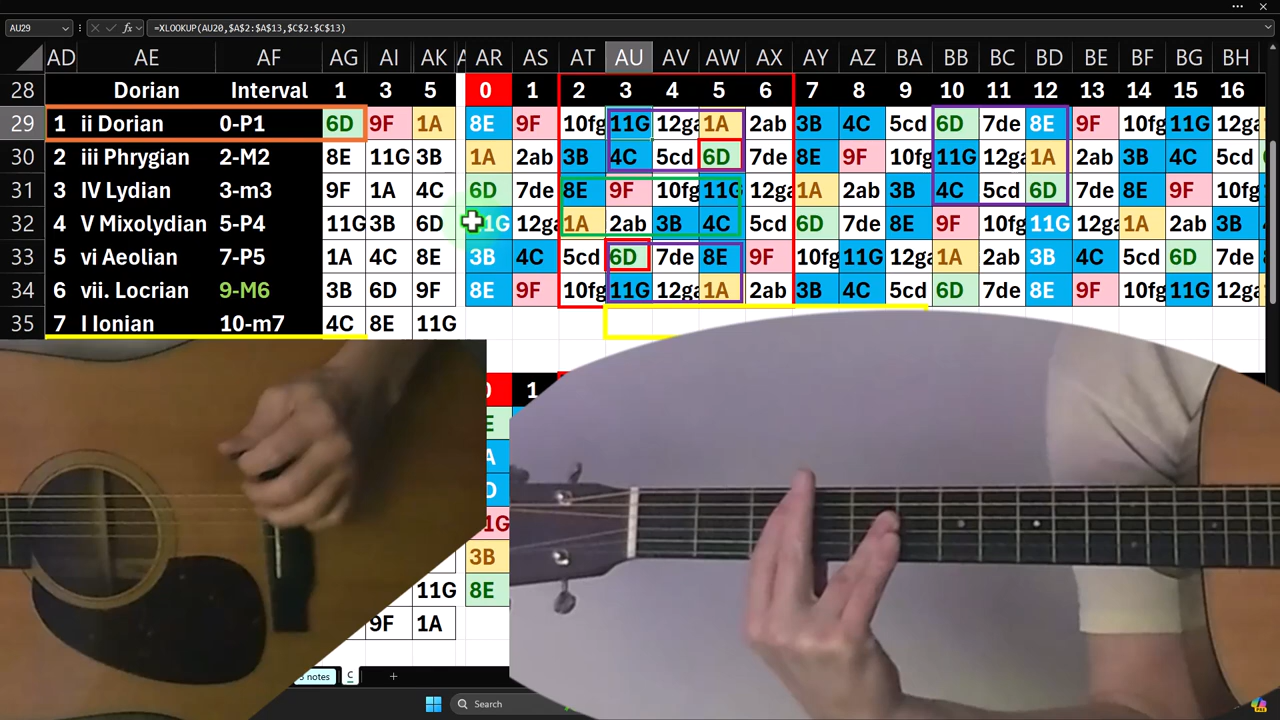 AU29 fx =XLOOKUP(AU20,$A$2:$A$13,$C$2:$C$13)
AD AE AF AG AI AK A AR AS AT AU AV AW AX AY AZ BA BB BC BD BE BF BG BH
28 Dorian Interval 1 3 5 0 1 2 3 4 5 6 7 8 9 10 11 12 13 14 15 16
29 1 ii Dorian 0-P1 6D 9F 1A 8E 9F 10fg 11G 12ga 1A 2ab 3B 4C 5cd 6D 7de 8E 9F 10fg 11G 12ga
30 2 iii Phrygian 2-M2 8E 11G 3B 1A 2ab 3B 4C 5cd 6D 7de 8E 9F 10fg 11G 12ga 1A 2ab 3B 4C 5cd
31 3 IV Lydian 3-m3 9F 1A 4C 6D 7de 8E 9F 10fg 11G 12ga 1A 2ab 3B 4C 5cd 6D 7de 8E 9F 10fg
32 4 V Mixolydian 5-P4 11G 3B 6D 1G 12ga 1A 2ab 3B 4C 5cd 6D 7de 8E 9F 10fg 11G 12ga 1A 2ab 3B
33 5 vi Aeolian 7-P5 1A 4C 8E 3B 4C 5cd 6D 7de 8E 9F 10fg 11G 12ga 1A 2ab 3B 4C 5cd 6D 7de
34 6 vii. Locrian 9-M6 3B 6D 9F 8E 9F 10fg 11G 12ga 1A 2ab 3B 4C 5cd 6D 7de 8E 9F 10fg 11G 12ga
35 7 I Ionian 10-m7 4C 8E 11G
0 1
E
A
D
1G
3B
11G 8E
9F 1A
5 notes C +
Search